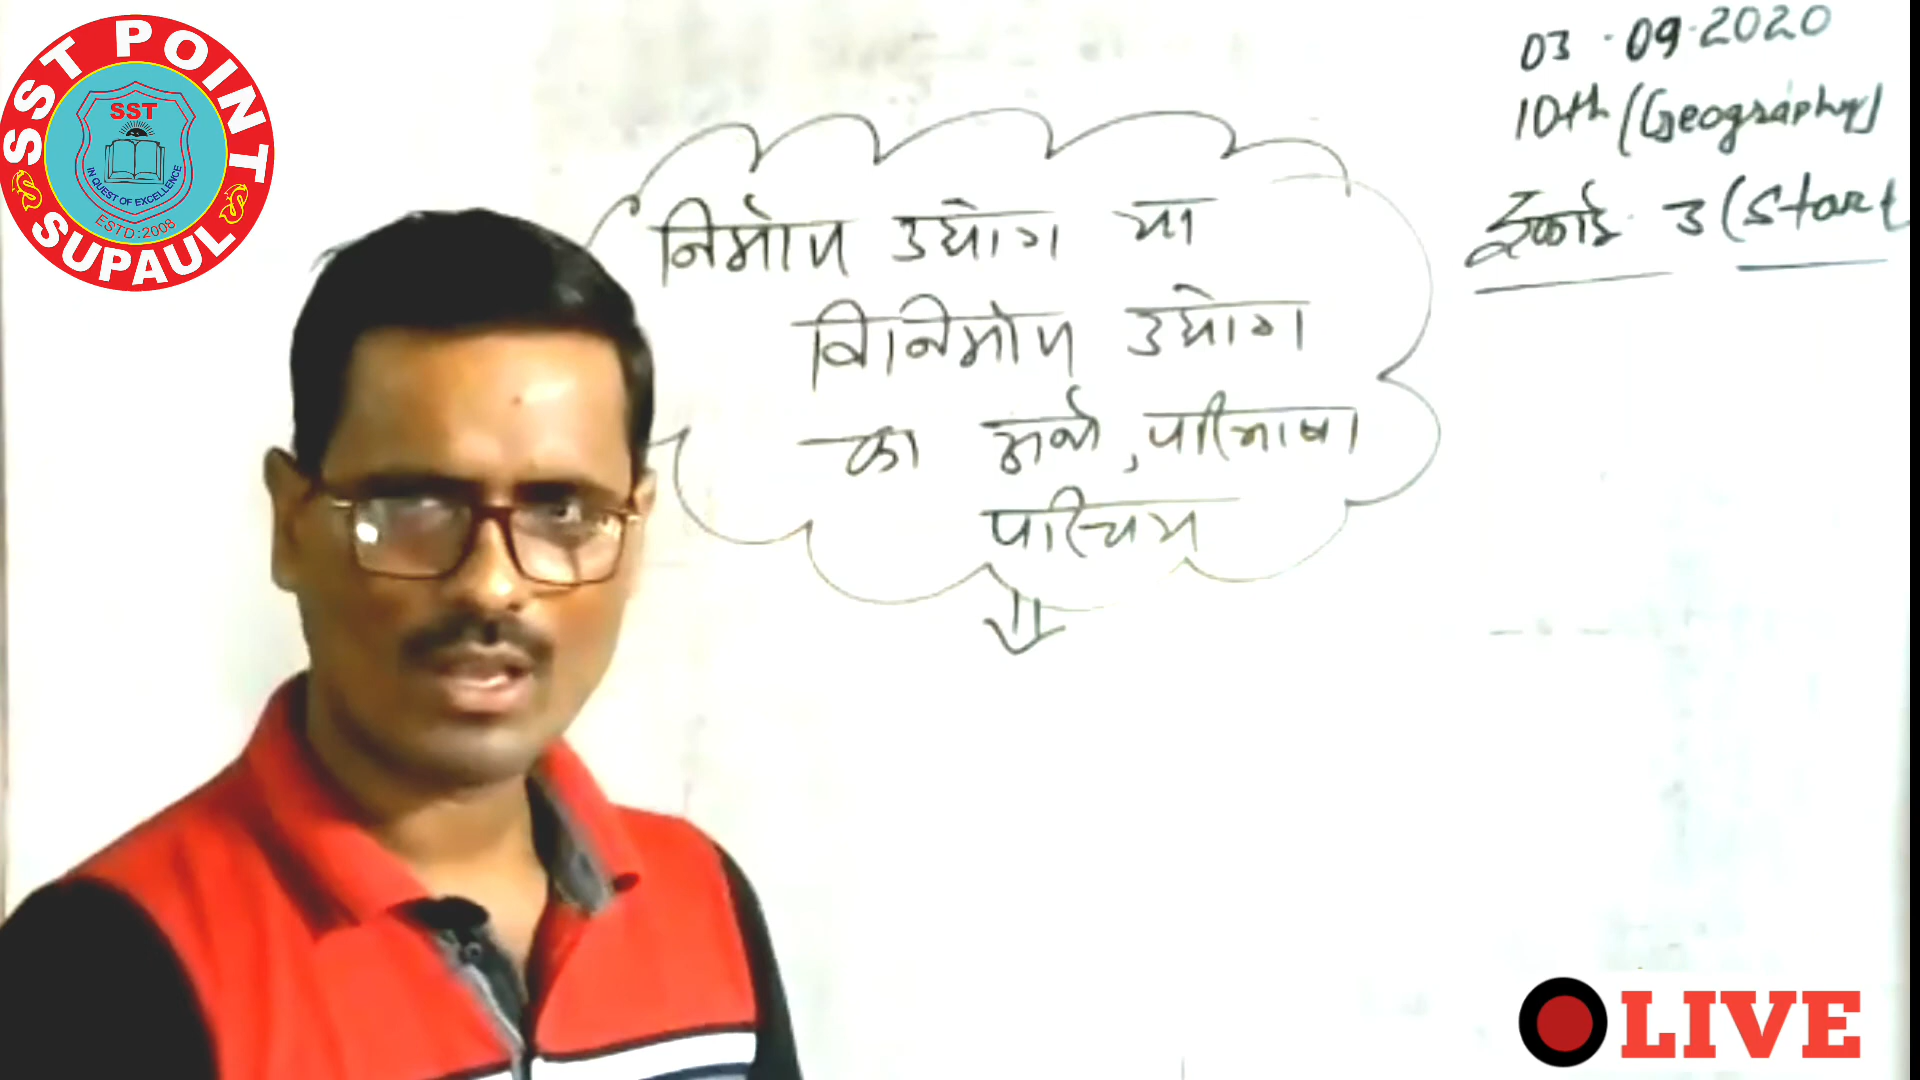 SST POINT
SST
IN QUEST OF EXCELLENCE
ESTD:2008
SUPAUL
03.09.2020
10th (Geography)
इकाई 3 (Start
निर्माण उद्योग या
विनिर्माण उद्योग
का अर्थ, परिभाषा
परिचय
LIVE